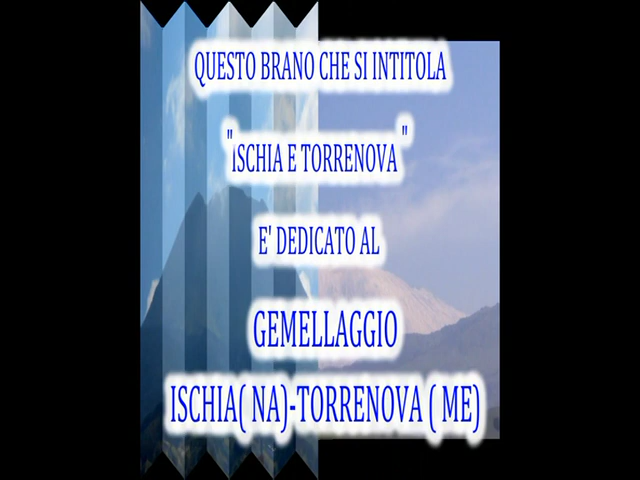 QUESTO BRANO CHE SI INTITOLA
"ISCHIA E TORRENOVA "
E' DEDICATO AL
GEMELLAGGIO
ISCHIA( NA)-TORRENOVA ( ME)